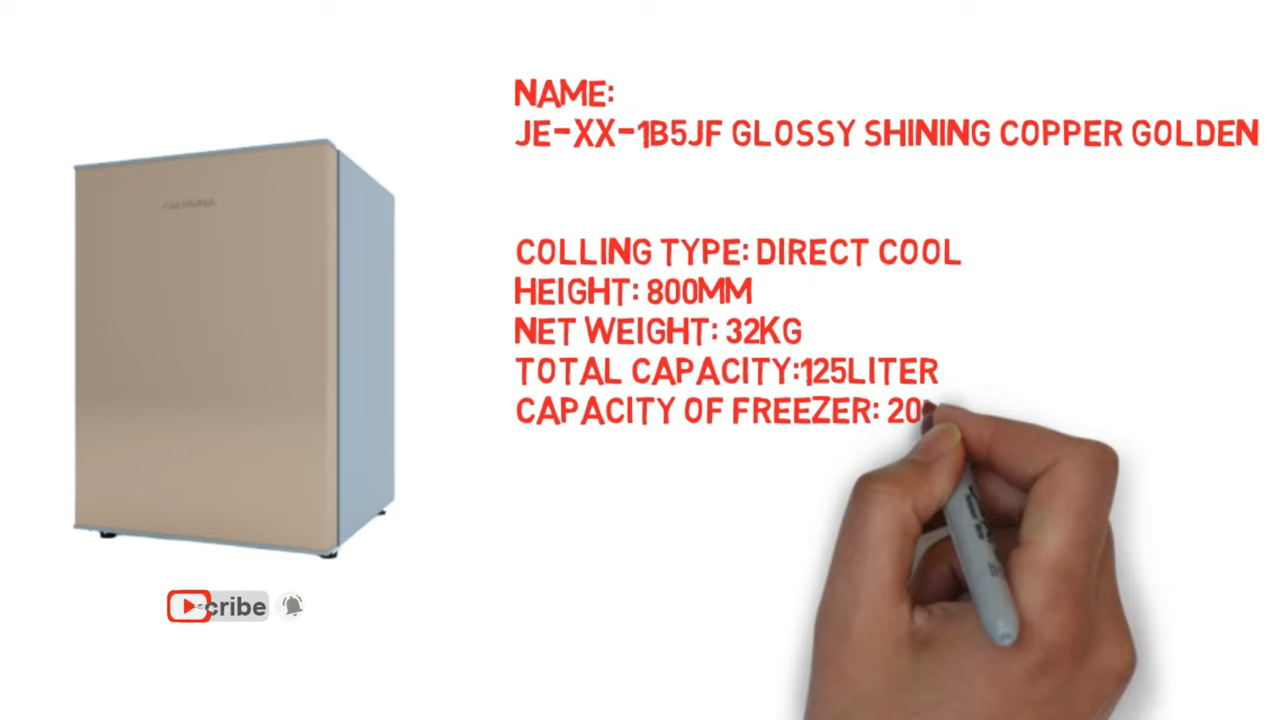 NAME:
JE-XX-1B5JF GLOSSY SHINING COPPER GOLDEN
COLLING TYPE: DIRECT COOL
HEIGHT: 800MM
NET WEIGHT: 32KG
TOTAL CAPACITY:125LITER
CAPACITY OF FREEZER: 20
cribe